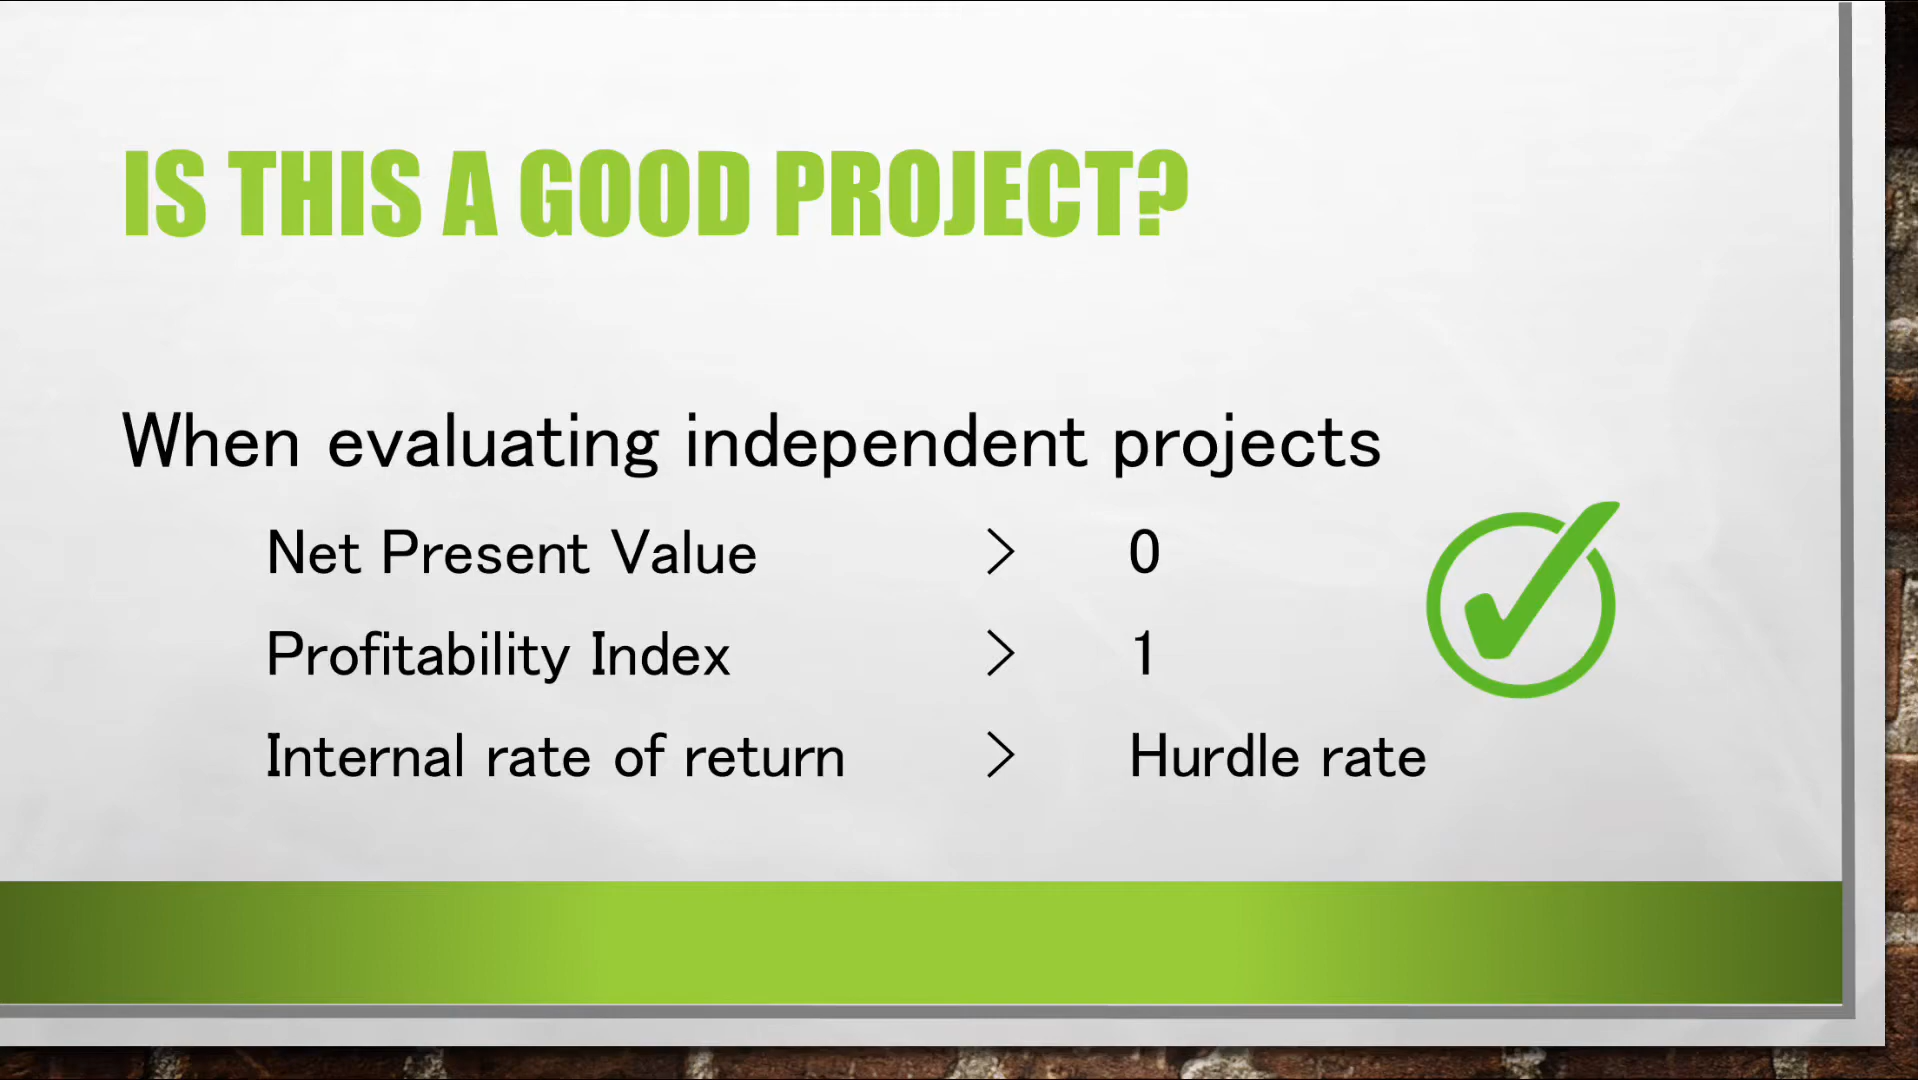 IS THIS A GOOD PROJECT?
When evaluating independent projects
Net Present Value > 0
Profitability Index > 1
Internal rate of return > Hurdle rate